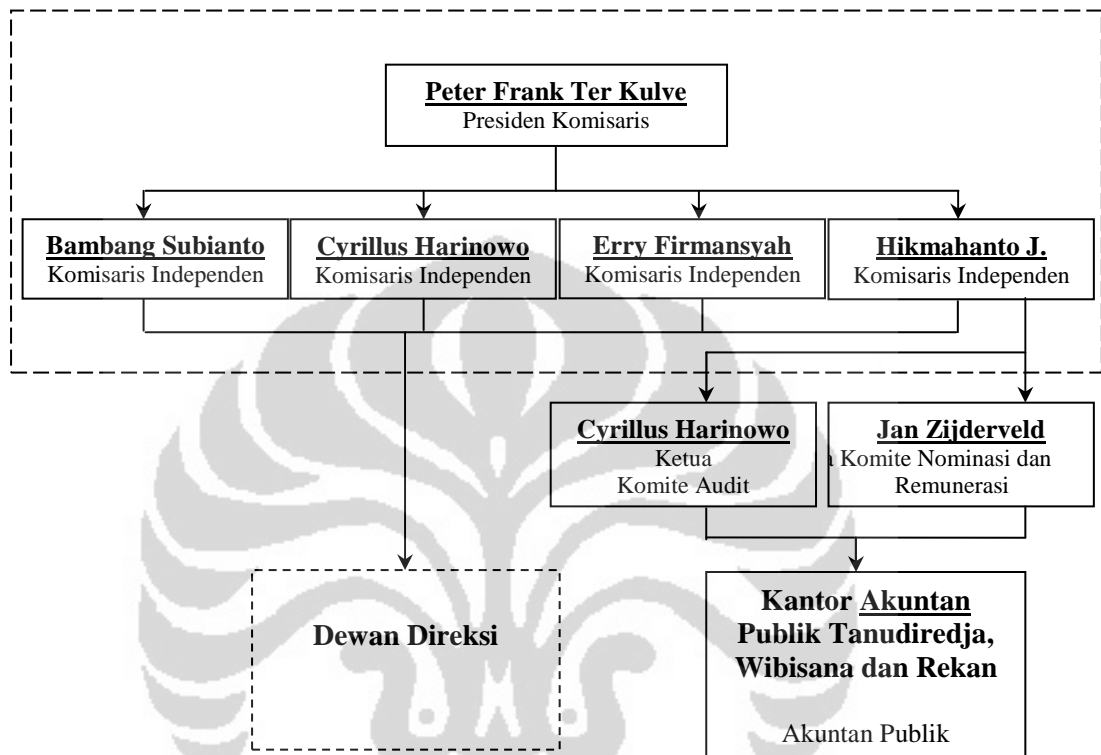 Peter Frank Ter Kulve
Presiden Komisaris
Bambang Subianto
Komisaris Independen
Cyrillus Harinowo
Komisaris Independen
Erry Firmansyah
Komisaris Independen
Hikmahanto J.
Komisaris Independen
Cyrillus Harinowo
Ketua
Komite Audit
Jan Zijderveld
Komite Nominasi dan
Remunerasi
Dewan Direksi
Kantor Akuntan
Publik Tanudiredja,
Wibisana dan Rekan
Akuntan Publik